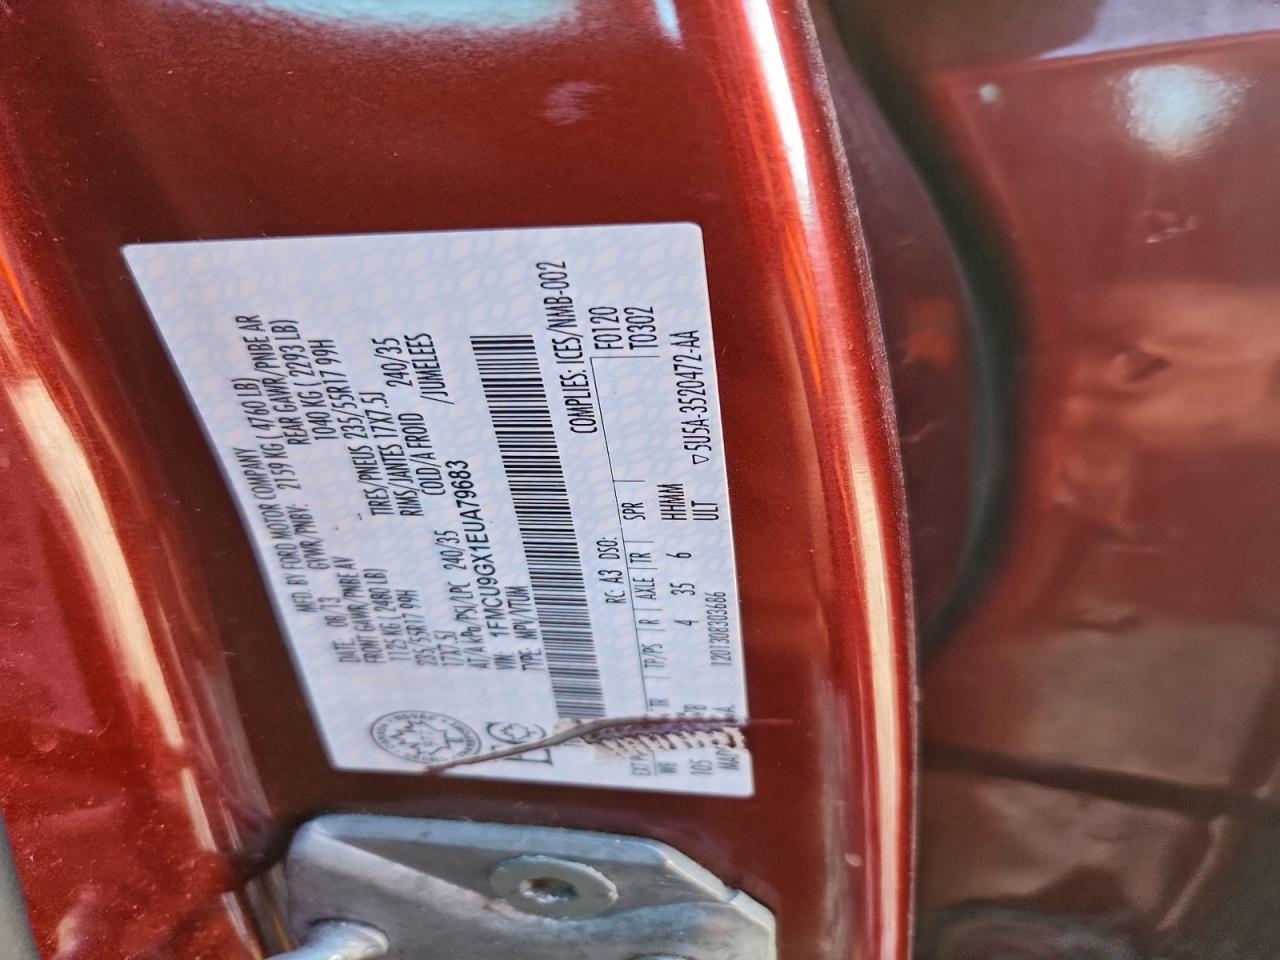 MFD. BY FORD MOTOR COMPANY
DATE: 08/13 GVWR/PNBV: 2159 KG ( 4760 LB)
FRONT GAWR/PNBE AV REAR GAWR/PNBE AR
1125 KG ( 2480 LB) 1040 KG ( 2293 LB)
235/55R17 99H TIRES/PNEUS 235/55R17 99H
17X7.5J RIMS/JANTES 17X7.5J
AT/A kPa/PSI/LPC 240/35 COLD/A FROID 240/35
VIN: 1FMCU9GX1EUA79683 /JUMELEES
TYPE: MPV/VTUM
COMPLIES: ICES/NMB-002
RC: A3 DSO: F0120
TR TP/PS R AXLE TR SPR T0302
105 4 35 6 HHMM
ULT ▽5U5A-3520472-AA
1201308303686